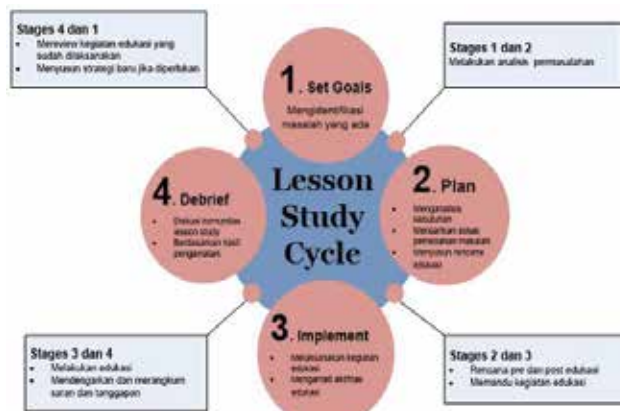 Stages 4 dan 1
• Mereview kegiatan edukasi yang
sudah dilaksanakan
• Menyusun strategi baru jika diperlukan
Stages 1 dan 2
Melakukan analisis permasalahan
1. Set Goals
Mengidentifikasi
masalah yang ada
4. Debrief
• Diskusi komunitas
lesson study
• Berdasarkan hasil
pengamatan
Lesson
Study
Cycle
2. Plan
• Menganalisis
kebutuhan
• solusi
pemecahan masalah
• Menyusun rencana
edukasi
3. Implement
• Melaksanakan kegiatan
edukasi
• Mengamati aktifitas
edukasi
Stages 3 dan 4
• Melakukan edukasi
• Mendengarkan dan merangkum
saran dan tanggapan
Stages 2 dan 3
• Rencana pre dan post edukasi
• Memandu kegiatan edukasi